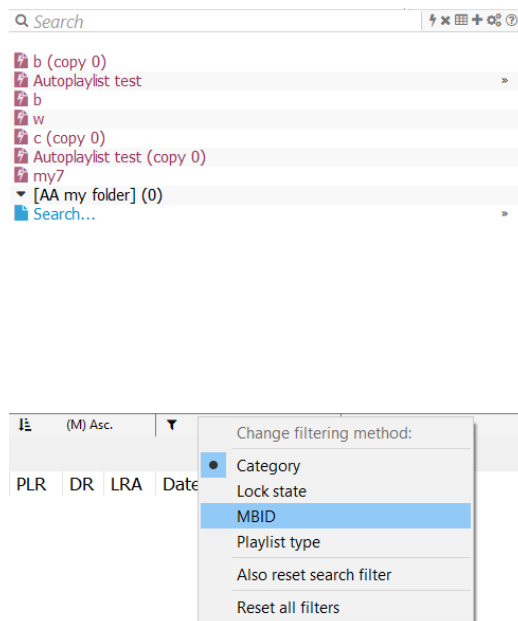 Search
b (copy 0)
Autoplaylist test »
b
w
c (copy 0)
Autoplaylist test (copy 0)
my7
[AA my folder] (0)
Search... »
(M) Asc.
Change filtering method:
Category
PLR DR LRA Date
Lock state
MBID
Playlist type
Also reset search filter
Reset all filters